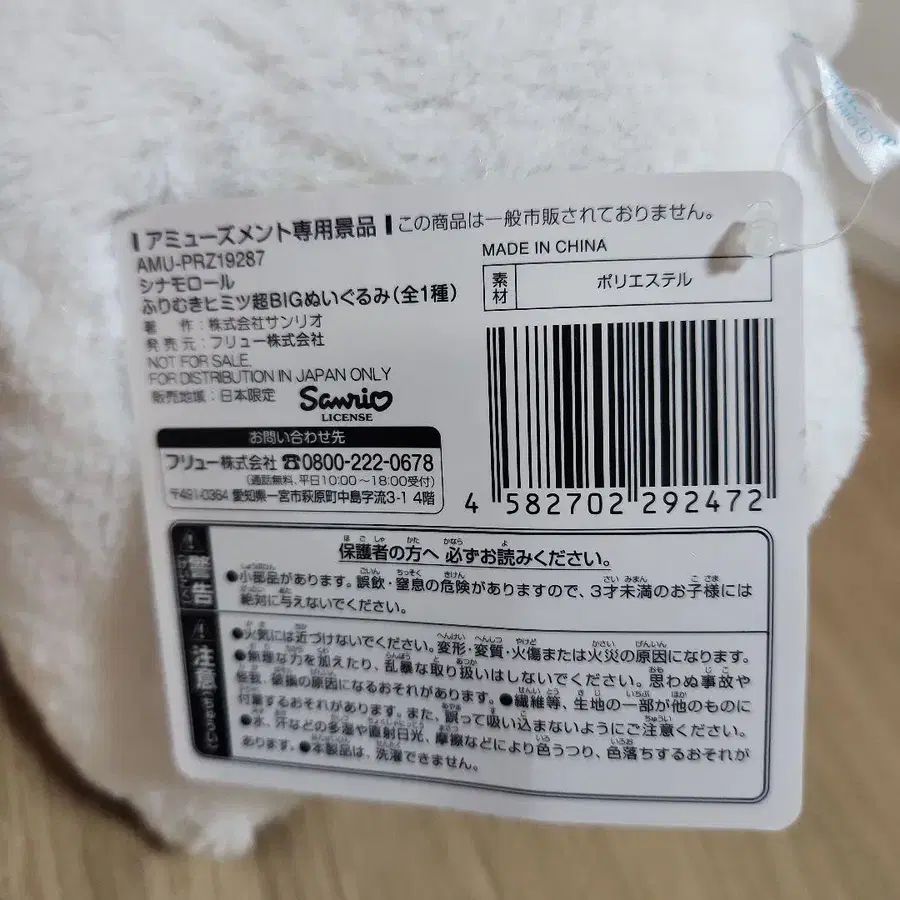 アミューズメント専用景品 この商品は一般市販されておりません。
AMU-PRZ19287
シナモロール
ふりむきヒミツ超BIGぬいぐるみ(全1種)
著 作:株式会社サンリオ
発売元:フリュー株式会社
NOT FOR SALE.
FOR DISTRIBUTION IN JAPAN ONLY
販売地域:日本限定
Sanrio
LICENSE
MADE IN CHINA
素材 ポリエステル
4 582702 292472
お問い合わせ先
フリュー株式会社 ☎0800-222-0678
(通話無料、平日10:00~18:00受付)
〒491-0364 愛知県一宮市萩原町中島字流3-1 4階
警告
保護者の方へ 必ずお読みください。
●小部品があります。誤飲・窒息の危険がありますので、3才未満のお子様には
絶対に与えないでください。
注意
●火気には近づけないでください。変形・変質・火傷または火災の原因になります。
●無理な力を加えたり、乱暴な取り扱いはしないでください。思わぬ事故や
怪我、破損の原因になるおそれがあります。●繊維等、生地の一部が他のものに
付着するおそれがあります。また、誤って吸い込まないようにご注意ください。
●水、汗などの多湿や直射日光、摩擦などにより色うつり、色落ちするおそれが
あります。●本製品は、洗濯できません。